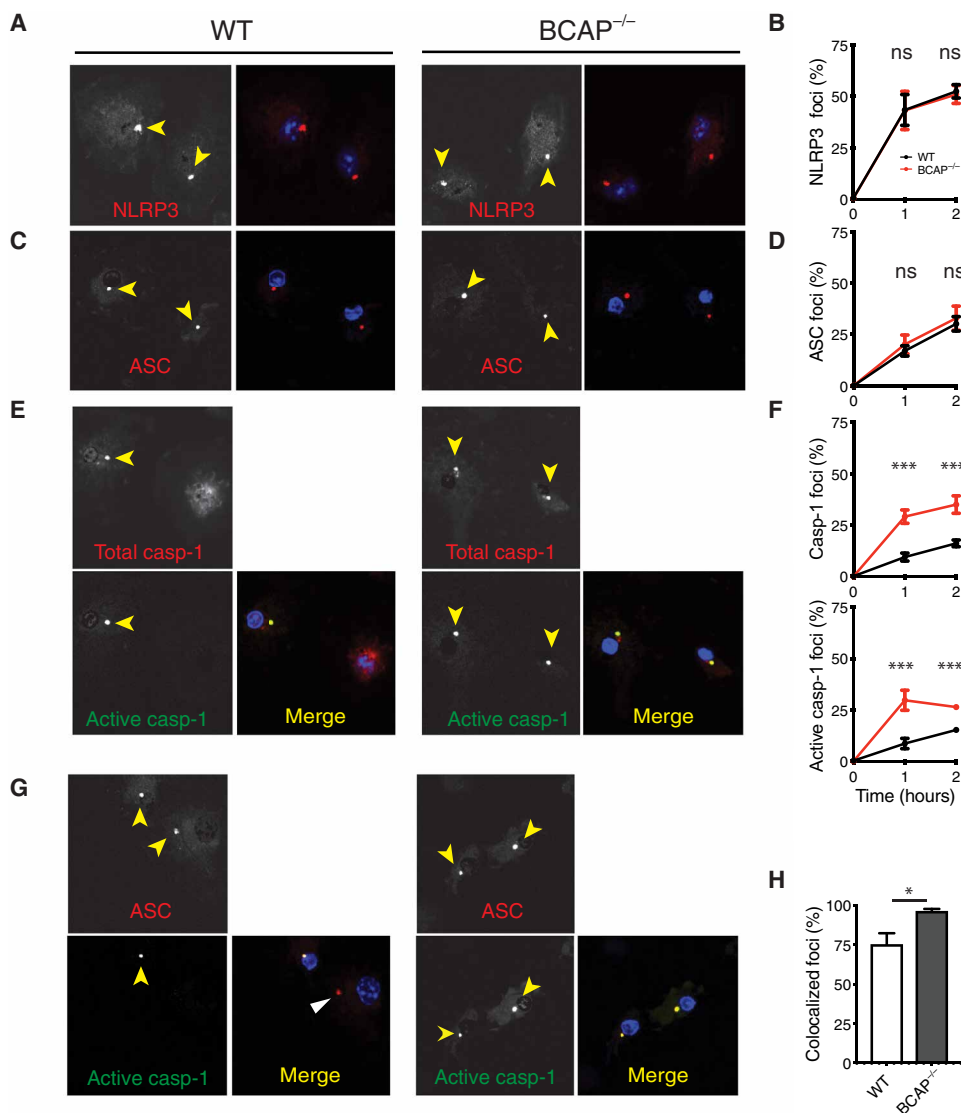 A
WT
BCAP−/−
NLRP3
NLRP3
B
NLRP3 foci (%)
75
50
25
0
ns
ns
WT
BCAP−/−
0
1
2
C
ASC
ASC
D
ASC foci (%)
75
50
25
0
ns
ns
0
1
2
E
Total casp-1
Total casp-1
Active casp-1
Merge
Active casp-1
Merge
F
Casp-1 foci (%)
75
50
25
0
***
***
0
1
2
Active casp-1 foci (%)
75
50
25
0
***
***
0
1
2
Time (hours)
G
ASC
ASC
Active casp-1
Merge
Active casp-1
Merge
H
Colocalized foci (%)
100
75
50
25
0
*
WT
BCAP−/−